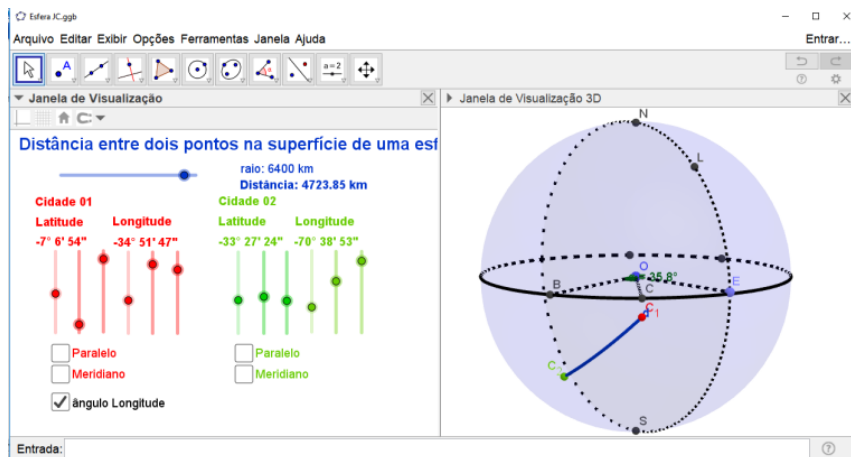 Esfera JC.ggb
Arquivo Editar Exibir Opções Ferramentas Janela Ajuda
Entrar...
A
a=2
Janela de Visualização
Janela de Visualização 3D
Distância entre dois pontos na superfície de uma esf
raio: 6400 km
Distância: 4723.85 km
Cidade 01
Latitude Longitude
-7° 6' 54" -34° 51' 47"
Cidade 02
Latitude Longitude
-33° 27' 24" -70° 38' 53"
Paralelo
Meridiano
Paralelo
Meridiano
ângulo Longitude
N
L
O
35.8°
B
C
E
C1
C2
S
Entrada: